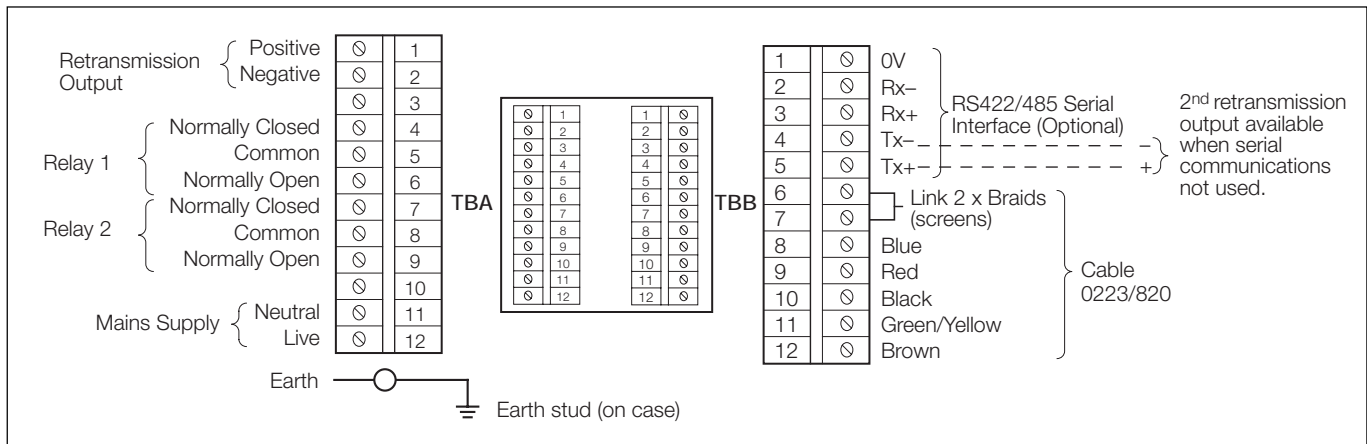 Retransmission
Output
Positive
Negative
Relay 1
Normally Closed
Common
Normally Open
Relay 2
Normally Closed
Common
Normally Open
Mains Supply
Neutral
Live
1
2
3
4
5
6
7
8
9
10
11
12
Earth
Earth stud (on case)
TBA
1
2
3
4
5
6
7
8
9
10
11
12
1
2
3
4
5
6
7
8
9
10
11
12
TBB
1 0V
2 Rx–
3 Rx+
4 Tx–
5 Tx+
6
7
8 Blue
9 Red
10 Black
11 Green/Yellow
12 Brown
RS422/485 Serial
Interface (Optional)
–
+
2nd retransmission
output available
when serial
communications
not used.
Link 2 x Braids
(screens)
Cable
0223/820